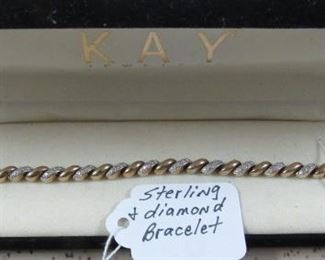 KAY
Sterling
+ diamond
Bracelet